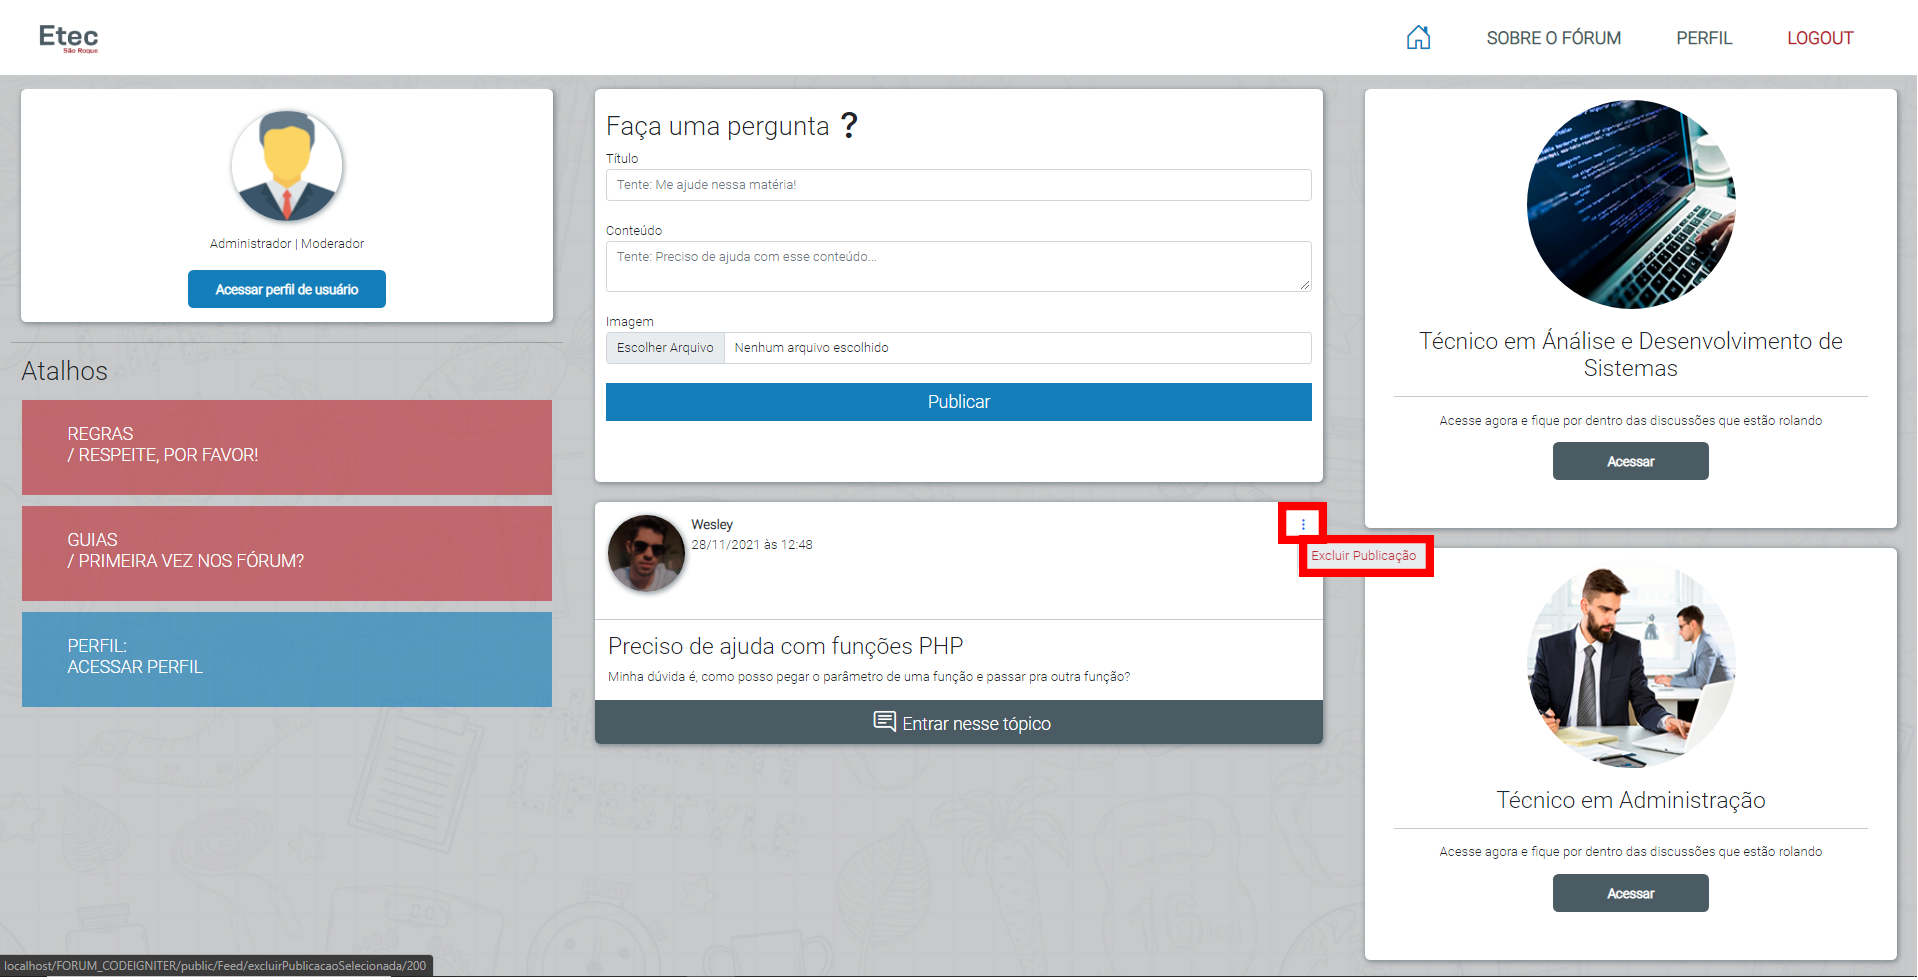 Etec
São Roque
SOBRE O FÓRUM
PERFIL
LOGOUT
Administrador | Moderador
Acessar perfil de usuário
Atalhos
REGRAS
/ RESPEITE, POR FAVOR!
GUIAS
/ PRIMEIRA VEZ NOS FÓRUM?
PERFIL:
ACESSAR PERFIL
Faça uma pergunta ?
Título
Tente: Me ajude nessa matéria!
Conteúdo
Tente: Preciso de ajuda com esse conteúdo...
Imagem
Escolher Arquivo Nenhum arquivo escolhido
Publicar
Wesley
28/11/2021 às 12:48
Excluir Publicação
Preciso de ajuda com funções PHP
Minha dúvida é, como posso pegar o parâmetro de uma função e passar pra outra função?
Entrar nesse tópico
Técnico em Ánálise e Desenvolvimento de
Sistemas
Acesse agora e fique por dentro das discussões que estão rolando
Acessar
Técnico em Administração
Acesse agora e fique por dentro das discussões que estão rolando
Acessar
localhost/FORUM_CODEIGNITER/public/Feed/excluirPublicacaoSelecionada/200